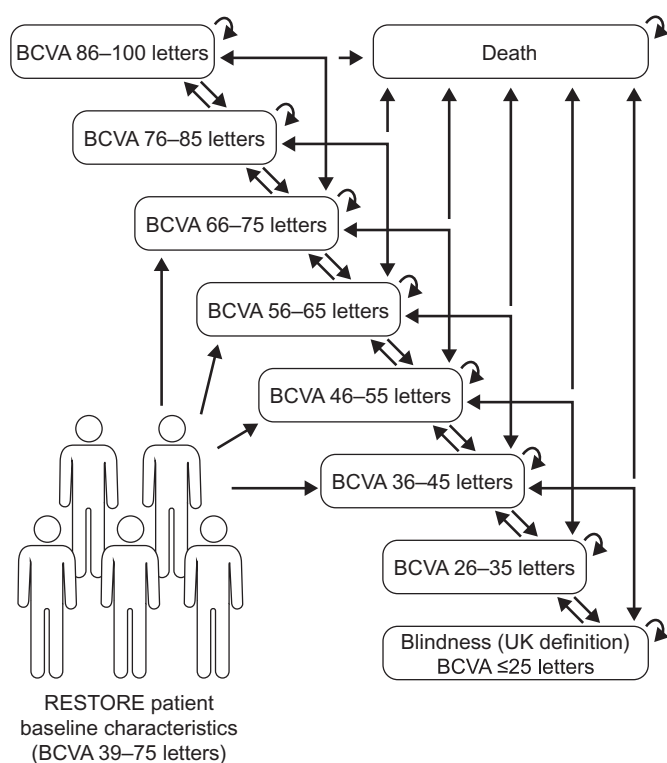 BCVA 86–100 letters
Death
BCVA 76–85 letters
BCVA 66–75 letters
BCVA 56–65 letters
BCVA 46–55 letters
BCVA 36–45 letters
BCVA 26–35 letters
Blindness (UK definition)
BCVA ≤25 letters
RESTORE patient
baseline characteristics
(BCVA 39–75 letters)